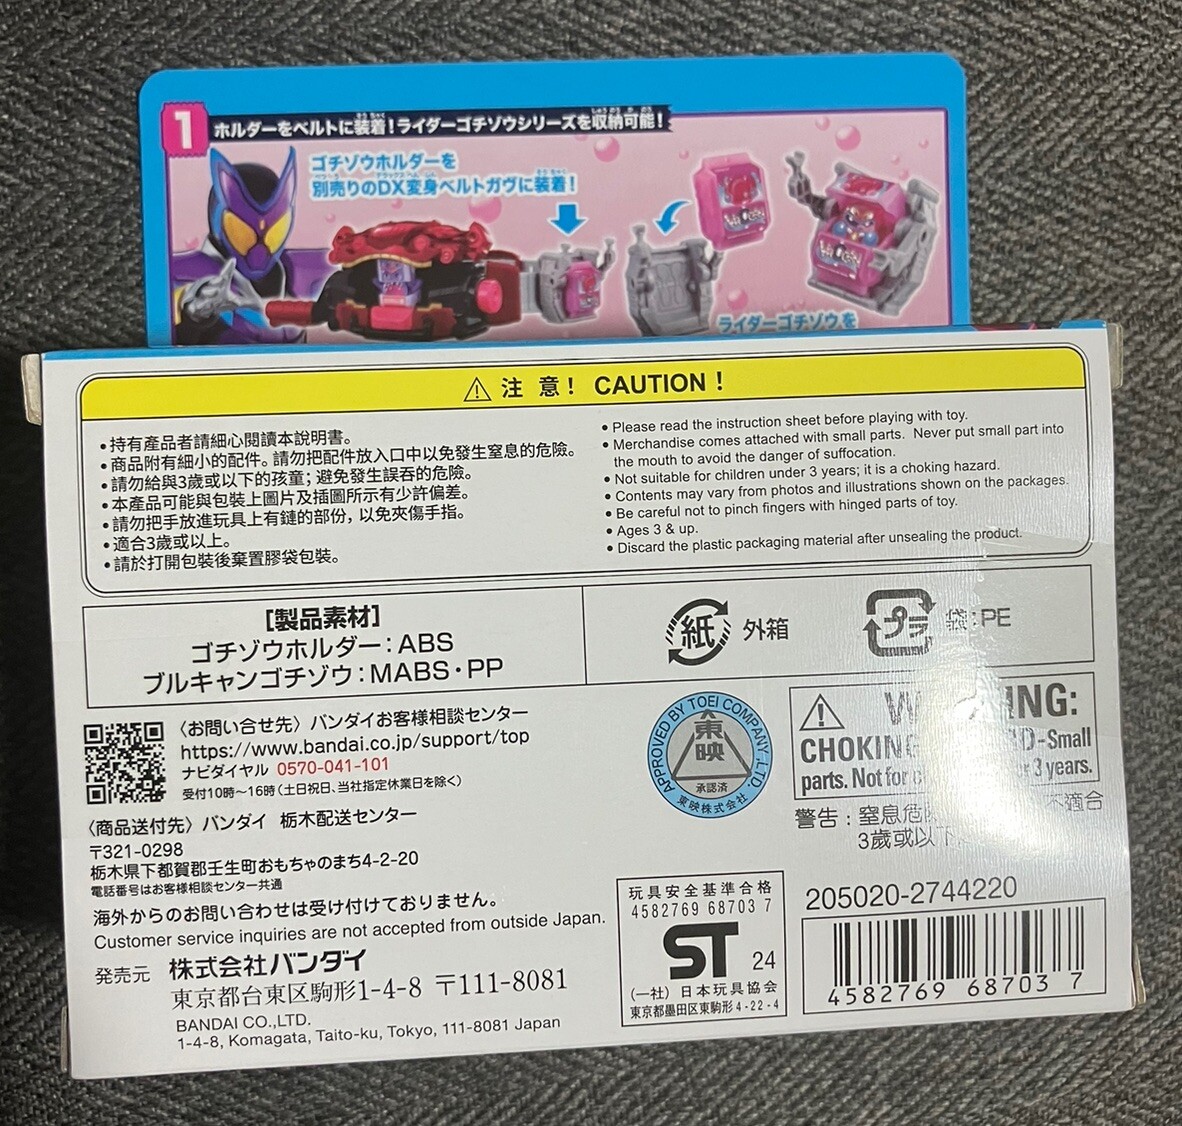 1
ホルダーをベルトに装着!ライダーゴチゾウシリーズを収納可能!
ゴチゾウホルダーを
別売りのDX変身ベルトガヴに装着!
ライダーゴチゾウを
注 意! CAUTION!
•持有產品者請細心閱讀本說明書。
•商品附有細小的配件。請勿把配件放入口中以免發生窒息的危險。
•請勿給與3歲或以下的孩童;避免發生誤吞的危險。
•本產品可能與包裝上圖片及插圖所示有少許偏差。
•請勿把手放進玩具上有鏈的部份,以免夾傷手指。
•適合3歲或以上。
•請於打開包裝後棄置膠袋包裝。
• Please read the instruction sheet before playing with toy.
• Merchandise comes attached with small parts. Never put small part into
the mouth to avoid the danger of suffocation.
• Not suitable for children under 3 years; it is a choking hazard.
• Contents may vary from photos and illustrations shown on the packages.
• Be careful not to pinch fingers with hinged parts of toy.
• Ages 3 & up.
• Discard the plastic packaging material after unsealing the product.
[製品素材]
ゴチゾウホルダー:ABS
ブルキャンゴチゾウ:MABS・PP
紙 外箱
プラ 袋:PE
〈お問い合せ先〉バンダイお客様相談センター
https://www.bandai.co.jp/support/top
ナビダイヤル 0570-041-101
受付10時〜16時(土日祝日、当社指定休業日を除く)
〈商品送付先〉バンダイ 栃木配送センター
〒321-0298
栃木県下都賀郡壬生町おもちゃのまち4-2-20
電話番号はお客様相談センター共通
海外からのお問い合わせは受け付けておりません。
Customer service inquiries are not accepted from outside Japan.
発売元 株式会社バンダイ
東京都台東区駒形1-4-8 〒111-8081
BANDAI CO.,LTD.
1-4-8, Komagata, Taito-ku, Tokyo, 111-8081 Japan
APPROVED BY TOEI COMPANY, LTD.
東映
承認済
東映株式会社
ING:
CHOKING -Small
parts. Not for 3 years.
警告:窒息危 不適合
3歲或以下
玩具安全基準合格
4582769 68703 7
ST 24
(一社)日本玩具協会
東京都墨田区東駒形4-22-4
205020-2744220
4582769 68703 7